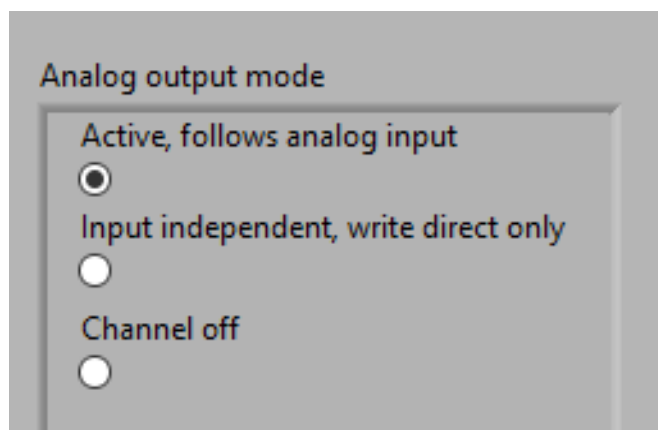 Analog output mode
Active, follows analog input
Input independent, write direct only
Channel off